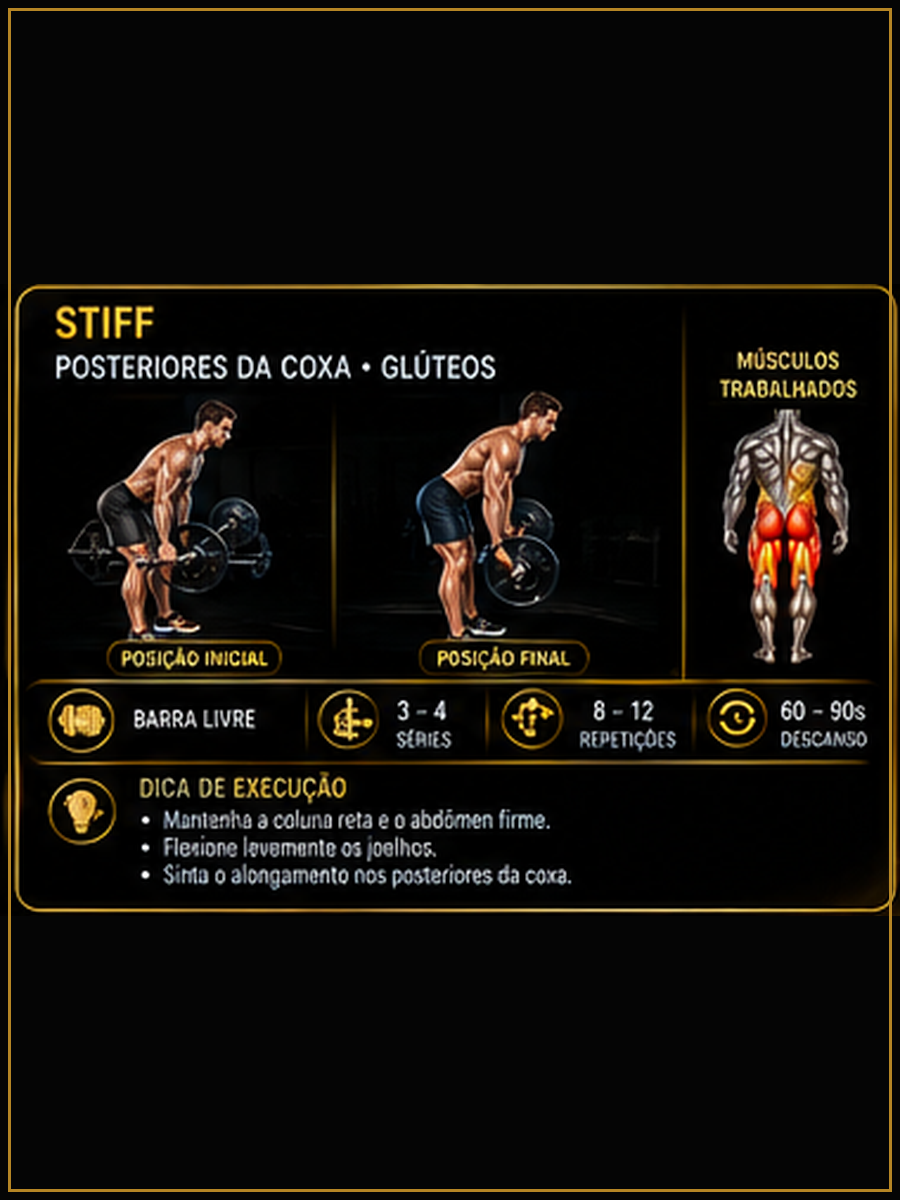 STIFF
POSTERIORES DA COXA • GLÚTEOS
MÚSCULOS
TRABALHADOS
POSIÇÃO INICIAL
POSIÇÃO FINAL
BARRA LIVRE
3 – 4
SÉRIES
8 – 12
REPETIÇÕES
60 – 90s
DESCANSO
DICA DE EXECUÇÃO
• Mantenha a coluna reta e o abdômen firme.
• Flexione levemente os joelhos.
• Sinta o alongamento nos posteriores da coxa.